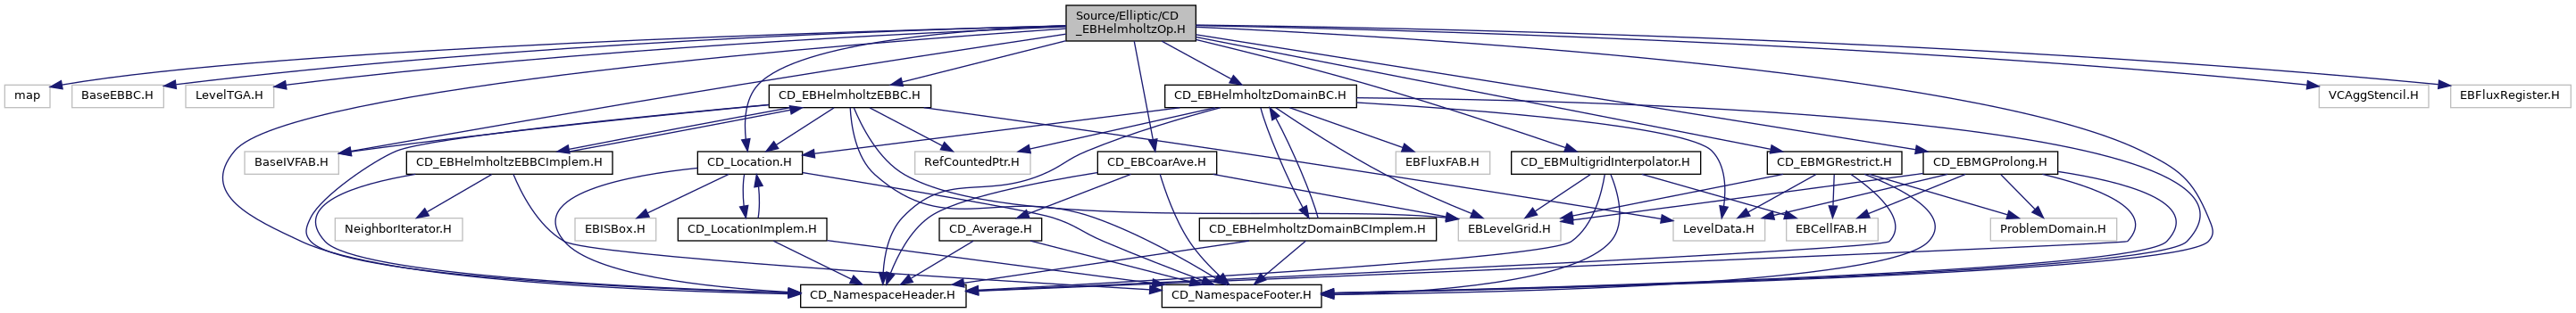 Source/Elliptic/CD
_EBHelmholtzOp.H
map
BaseEBBC.H
LevelTGA.H
CD_EBHelmholtzEBBC.H
CD_EBHelmholtzDomainBC.H
VCAggStencil.H
EBFluxRegister.H
BaseIVFAB.H
CD_EBHelmholtzEBBCImplem.H
CD_Location.H
RefCountedPtr.H
CD_EBCoarAve.H
EBFluxFAB.H
CD_EBMultigridInterpolator.H
CD_EBMGRestrict.H
CD_EBMGProlong.H
NeighborIterator.H
EBISBox.H
CD_LocationImplem.H
CD_Average.H
CD_EBHelmholtzDomainBCImplem.H
EBLevelGrid.H
LevelData.H
EBCellFAB.H
ProblemDomain.H
CD_NamespaceHeader.H
CD_NamespaceFooter.H